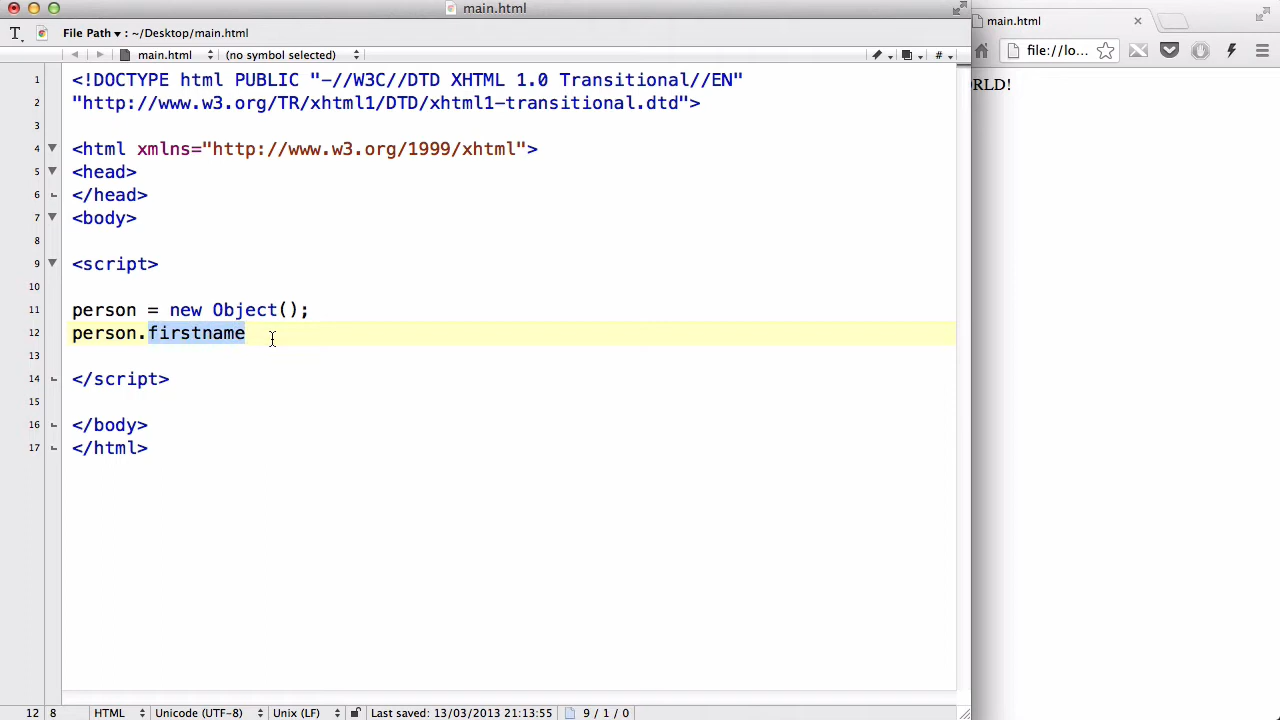 main.html
File Path ▾ : ~/Desktop/main.html
main.html (no symbol selected) #
1 <!DOCTYPE html PUBLIC "-//W3C//DTD XHTML 1.0 Transitional//EN"
2 "http://www.w3.org/TR/xhtml1/DTD/xhtml1-transitional.dtd">
3
4 <html xmlns="http://www.w3.org/1999/xhtml">
5 <head>
6 </head>
7 <body>
8
9 <script>
10
11 person = new Object();
12 person.firstname
13
14 </script>
15
16 </body>
17 </html>
12 8 HTML Unicode (UTF-8) Unix (LF) Last saved: 13/03/2013 21:13:55 9 / 1 / 0
main.html
file://lo...
RLD!